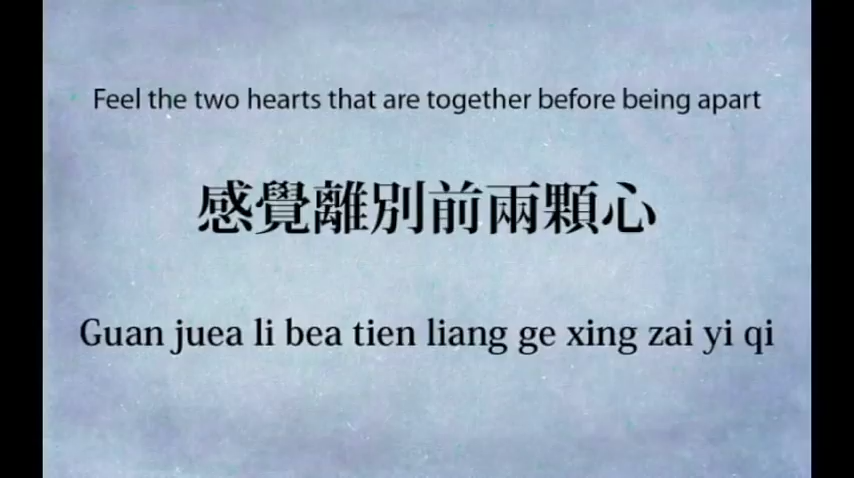 Feel the two hearts that are together before being apart
感覺離別前兩顆心
Guan juea li bea tien liang ge xing zai yi qi